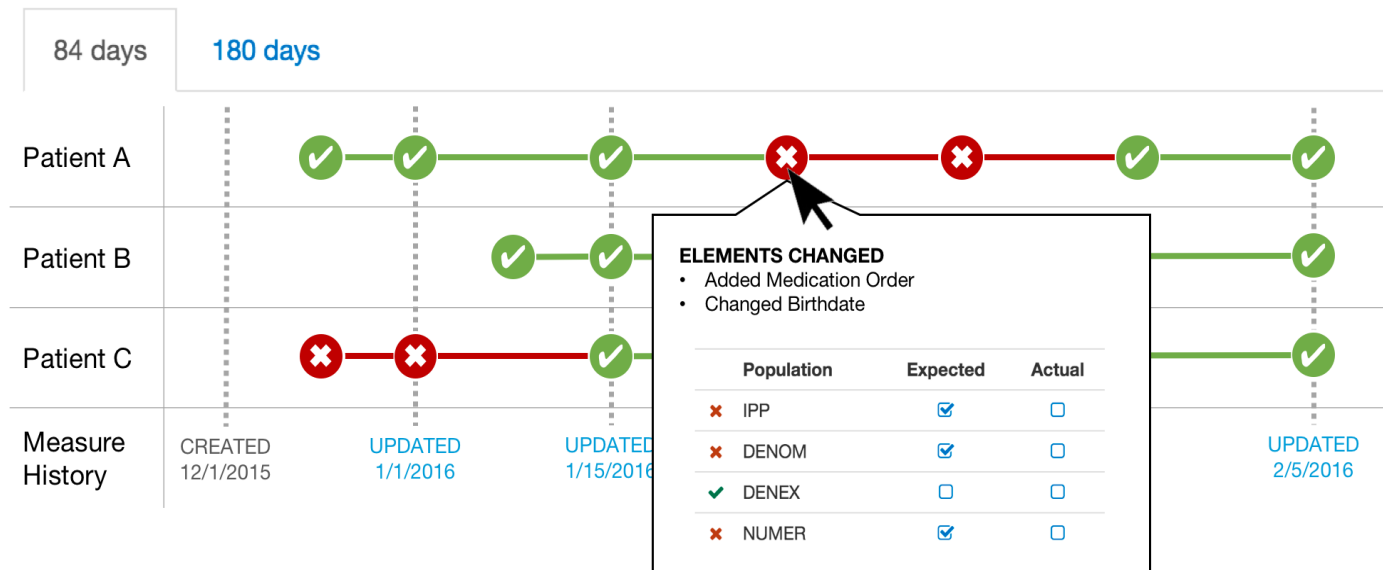 84 days
180 days
Patient A
Patient B
Patient C
ELEMENTS CHANGED
• Added Medication Order
• Changed Birthdate
Population Expected Actual
IPP
DENOM
DENEX
NUMER
Measure
History
CREATED
12/1/2015
UPDATED
1/1/2016
UPDATED
1/15/2016
UPDATED
2/5/2016